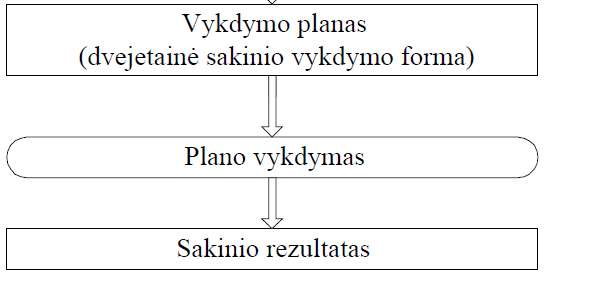 Vykdymo planas
(dvejetainė sakinio vykdymo forma)
Plano vykdymas
Sakinio rezultatas